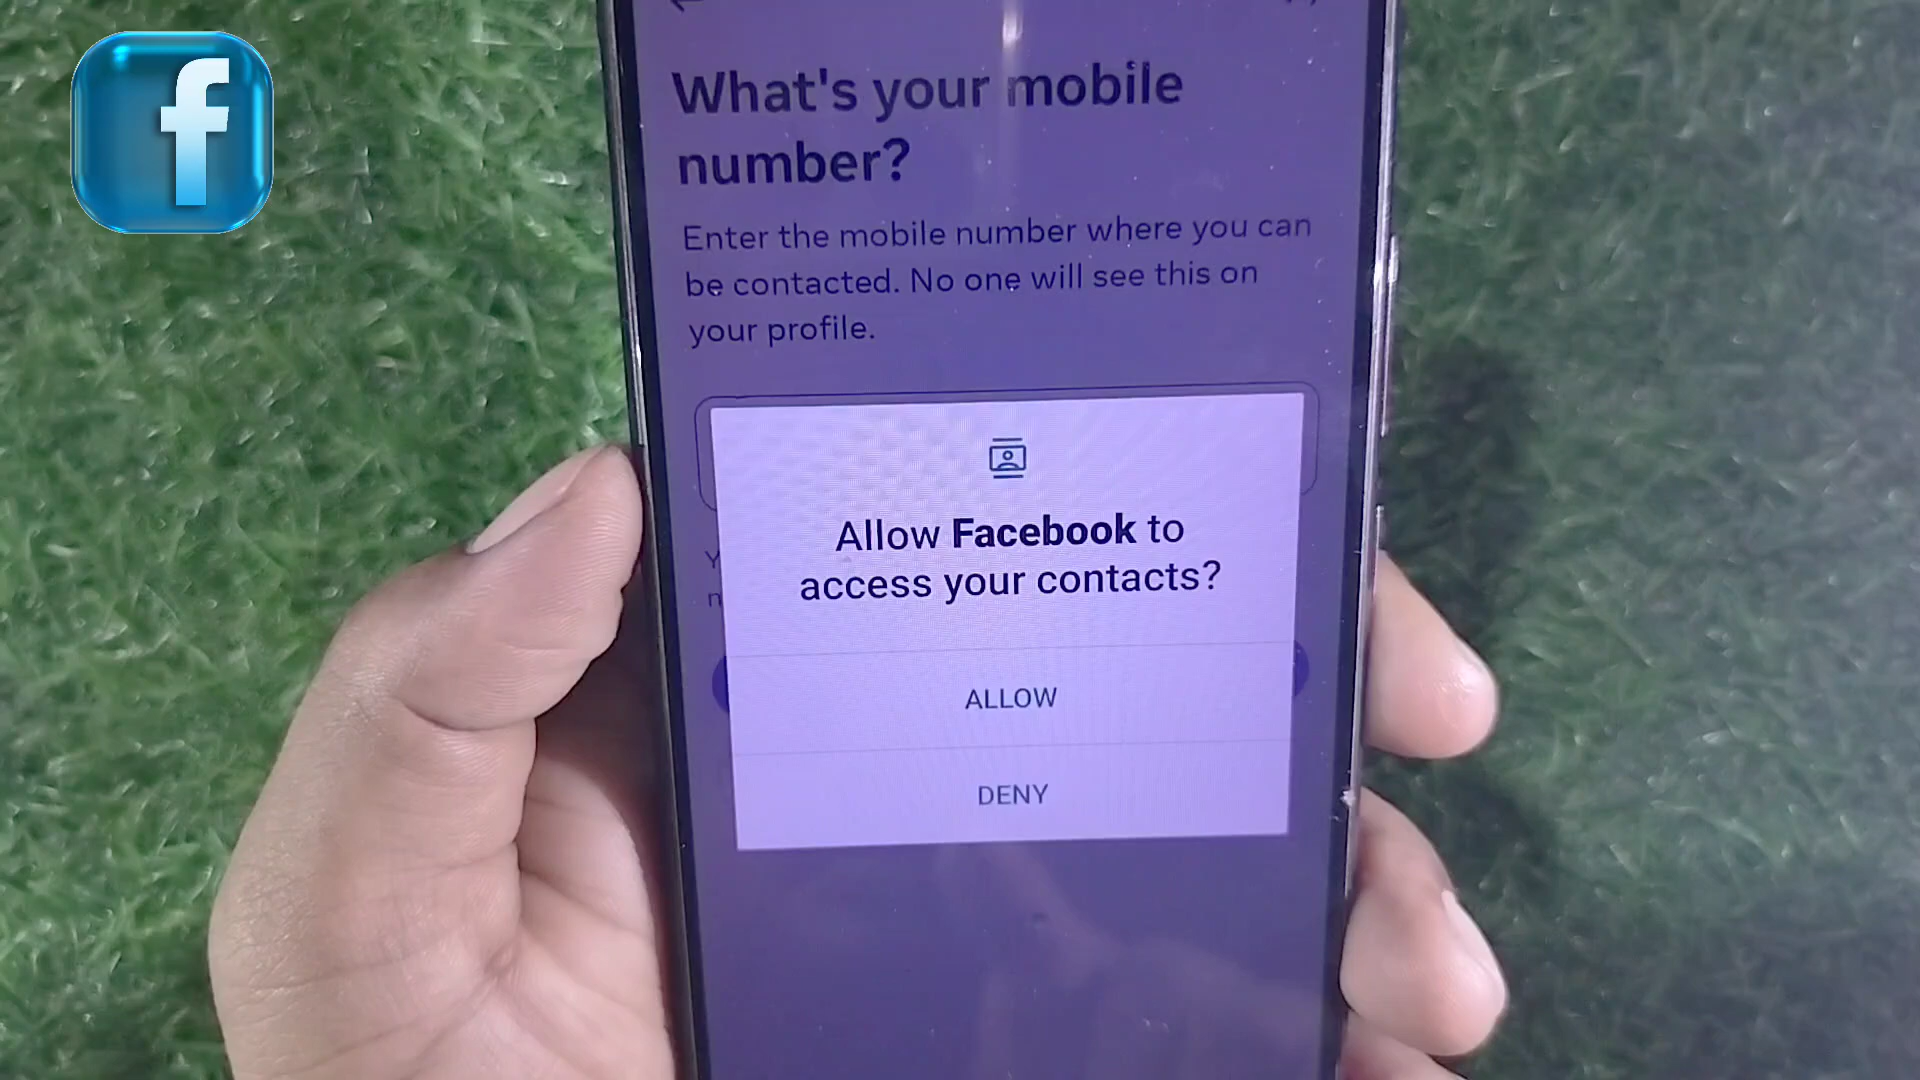 f
What's your mobile
number?
Enter the mobile number where you can
be contacted. No one will see this on
your profile.
Allow Facebook to
access your contacts?
ALLOW
DENY